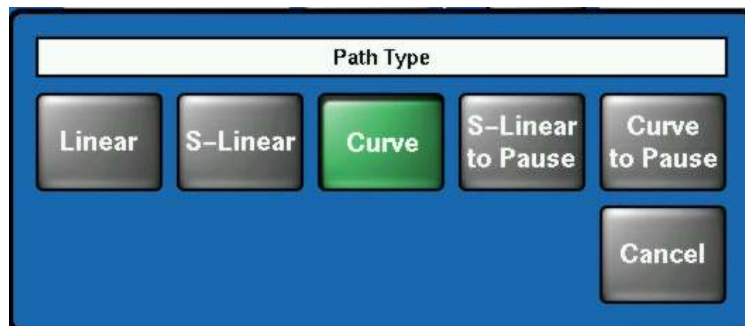 Path Type
Linear
S-Linear
Curve
S-Linear
to Pause
Curve
to Pause
Cancel